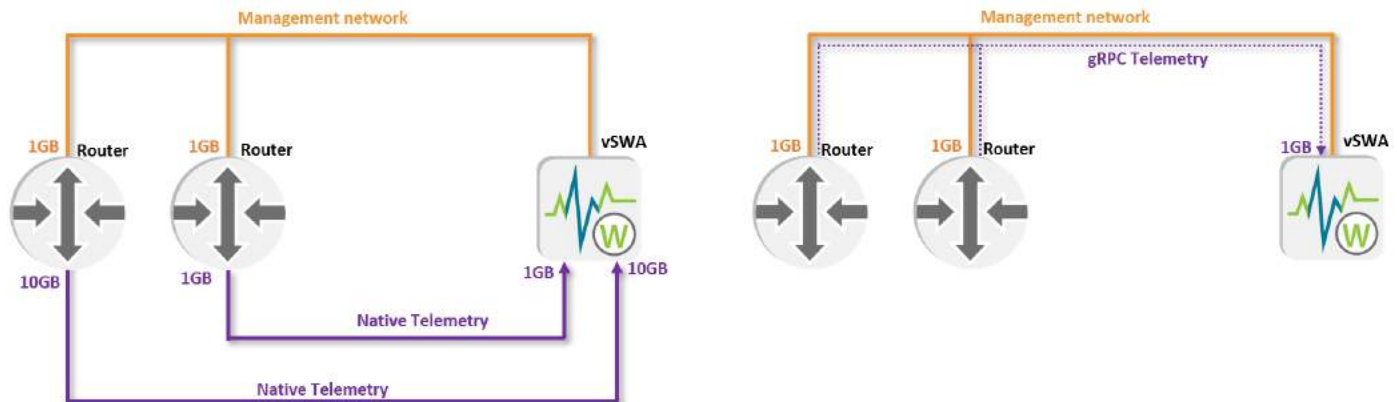 Management network
1GB
Router
1GB
Router
vSWA
W
10GB
1GB
1GB
10GB
Native Telemetry
Native Telemetry
Management network
gRPC Telemetry
1GB
Router
1GB
Router
1GB
vSWA
W